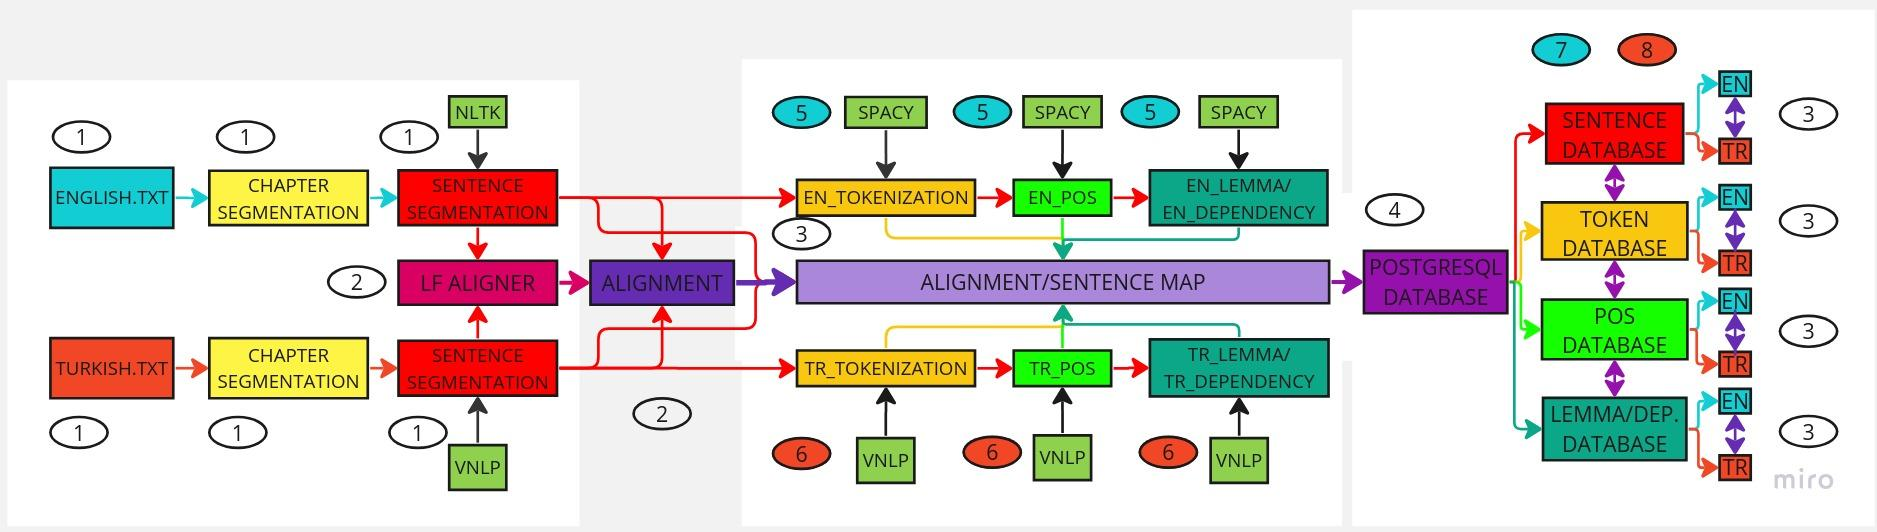 7
8
NLTK
5
SPACY
5
SPACY
5
SPACY
EN
3
1
1
1
SENTENCE
DATABASE
TR
ENGLISH.TXT
CHAPTER
SEGMENTATION
SENTENCE
SEGMENTATION
EN_TOKENIZATION
EN_POS
EN_LEMMA/
EN_DEPENDENCY
4
TOKEN
DATABASE
EN
3
TR
3
2
LF ALIGNER
ALIGNMENT
ALIGNMENT/SENTENCE MAP
POSTGRESQL
DATABASE
POS
DATABASE
EN
3
TR
TURKISH.TXT
CHAPTER
SEGMENTATION
SENTENCE
SEGMENTATION
TR_TOKENIZATION
TR_POS
TR_LEMMA/
TR_DEPENDENCY
LEMMA/DEP.
DATABASE
EN
3
TR
1
1
1
2
VNLP
6
VNLP
6
VNLP
6
VNLP
miro